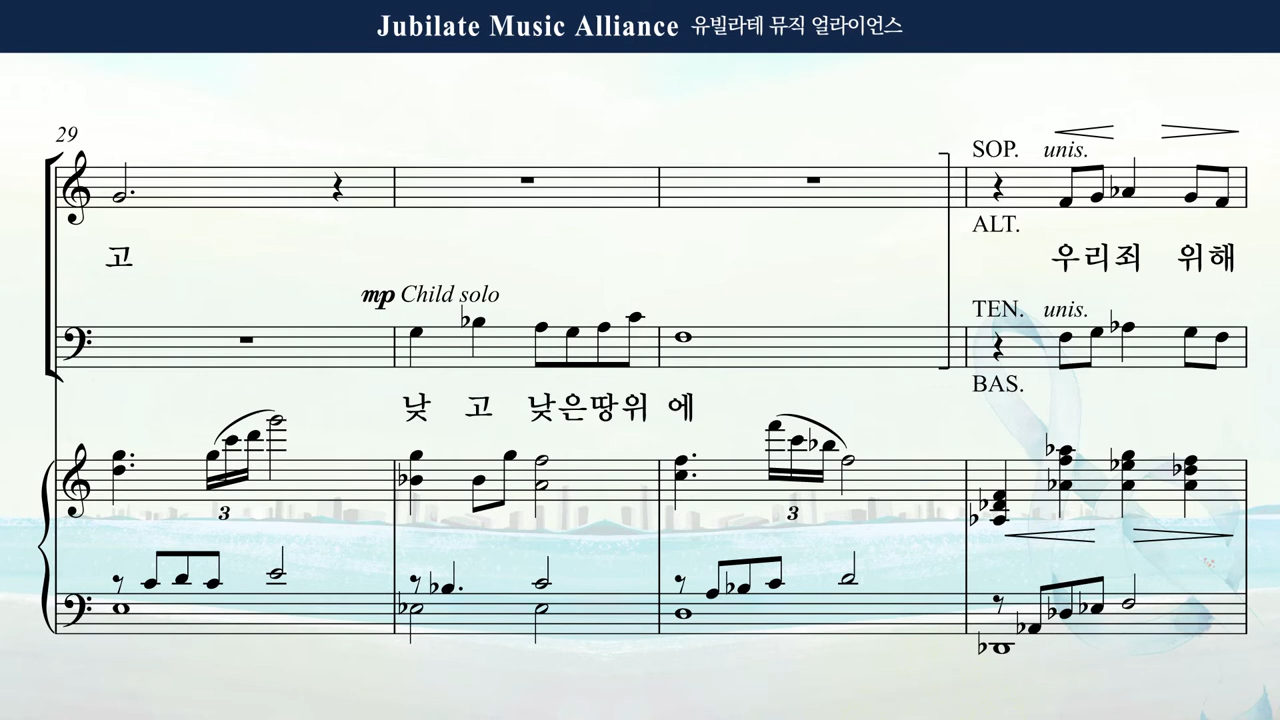 Jubilate Music Alliance 유빌라테 뮤직 얼라이언스
29
SOP. unis.
ALT.
고
우리죄 위해
mp Child solo
TEN. unis.
BAS.
낮 고 낮은땅위 에
3
3